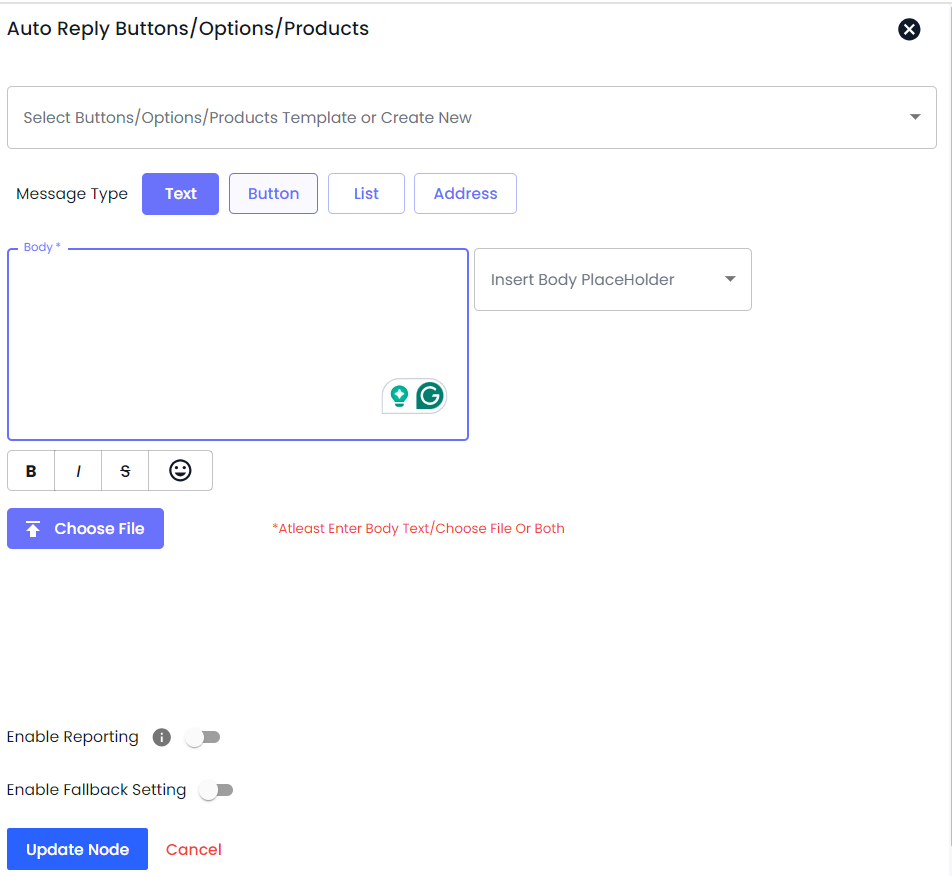 Auto Reply Buttons/Options/Products
Select Buttons/Options/Products Template or Create New
Message Type Text Button List Address
Body *
Insert Body PlaceHolder
B I S
Choose File *Atleast Enter Body Text/Choose File Or Both
Enable Reporting
Enable Fallback Setting
Update Node Cancel